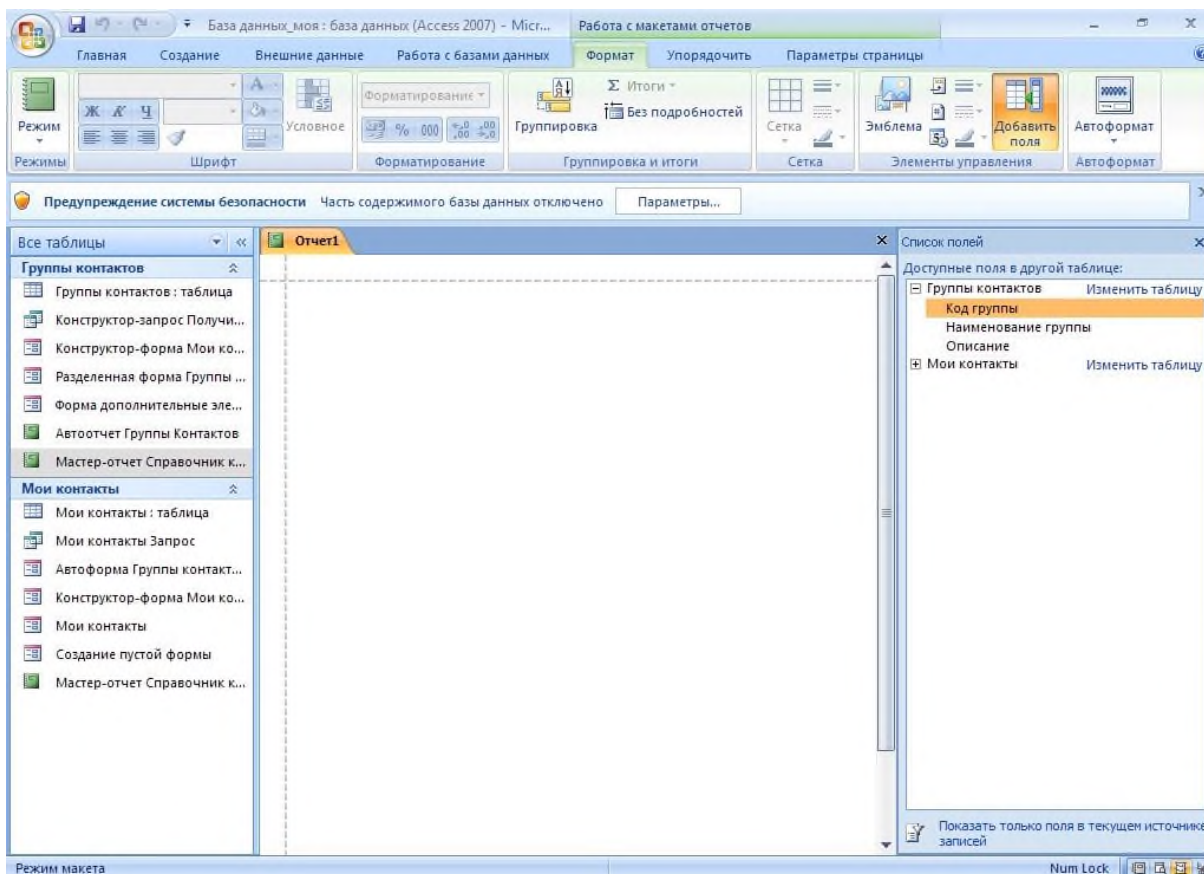 База данных_моя : база данных (Access 2007) - Micr...
Работа с макетами отчетов
Главная Создание Внешние данные Работа с базами данных Формат Упорядочить Параметры страницы
Режим
Режимы
Ж К Ч
А
Шрифт
Условное
Форматирование
% 000
Форматирование
Группировка
Σ Итоги
Без подробностей
Группировка и итоги
Сетка
Сетка
Эмблема
Добавить поля
Элементы управления
Автоформат
Автоформат
Предупреждение системы безопасности Часть содержимого базы данных отключено Параметры...
Все таблицы
Группы контактов
Группы контактов : таблица
Конструктор-запрос Получи...
Конструктор-форма Мои ко...
Разделенная форма Группы ...
Форма дополнительные эле...
Автоотчет Группы Контактов
Мастер-отчет Справочник к...
Мои контакты
Мои контакты : таблица
Мои контакты Запрос
Автоформа Группы контакт...
Конструктор-форма Мои ко...
Мои контакты
Создание пустой формы
Мастер-отчет Справочник к...
Отчет1
Список полей
Доступные поля в другой таблице:
Группы контактов Изменить таблицу
Код группы
Наименование группы
Описание
Мои контакты Изменить таблицу
Показать только поля в текущем источнике
записей
Режим макета
Num Lock